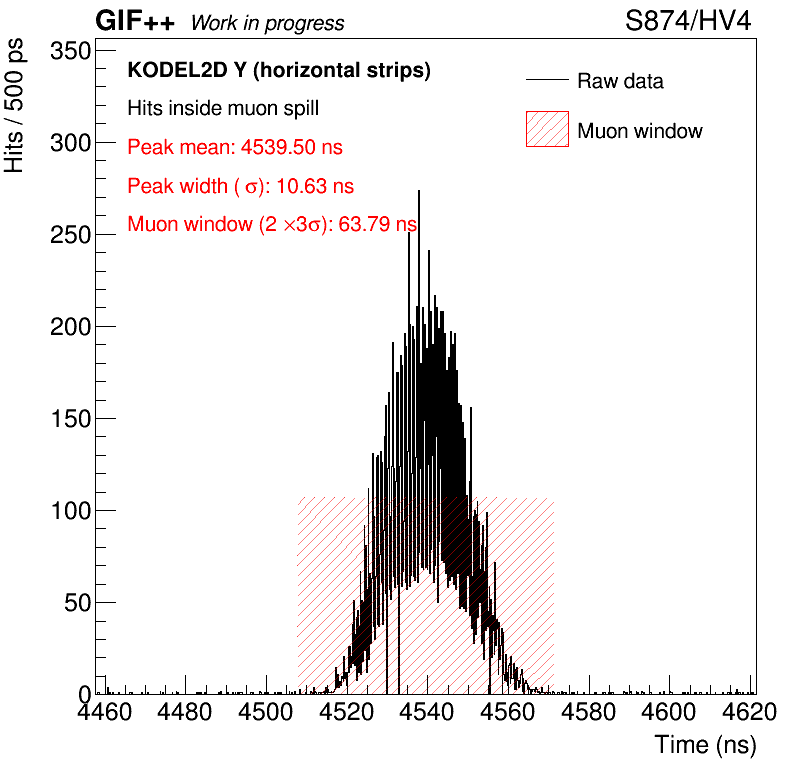 GIF++ Work in progress S874/HV4
Hits / 500 ps
350
300
250
200
150
100
50
0
KODEL2D Y (horizontal strips)
Hits inside muon spill
Peak mean: 4539.50 ns
Peak width ( σ): 10.63 ns
Muon window (2 ×3σ): 63.79 ns
Raw data
Muon window
4460 4480 4500 4520 4540 4560 4580 4600 4620
Time (ns)